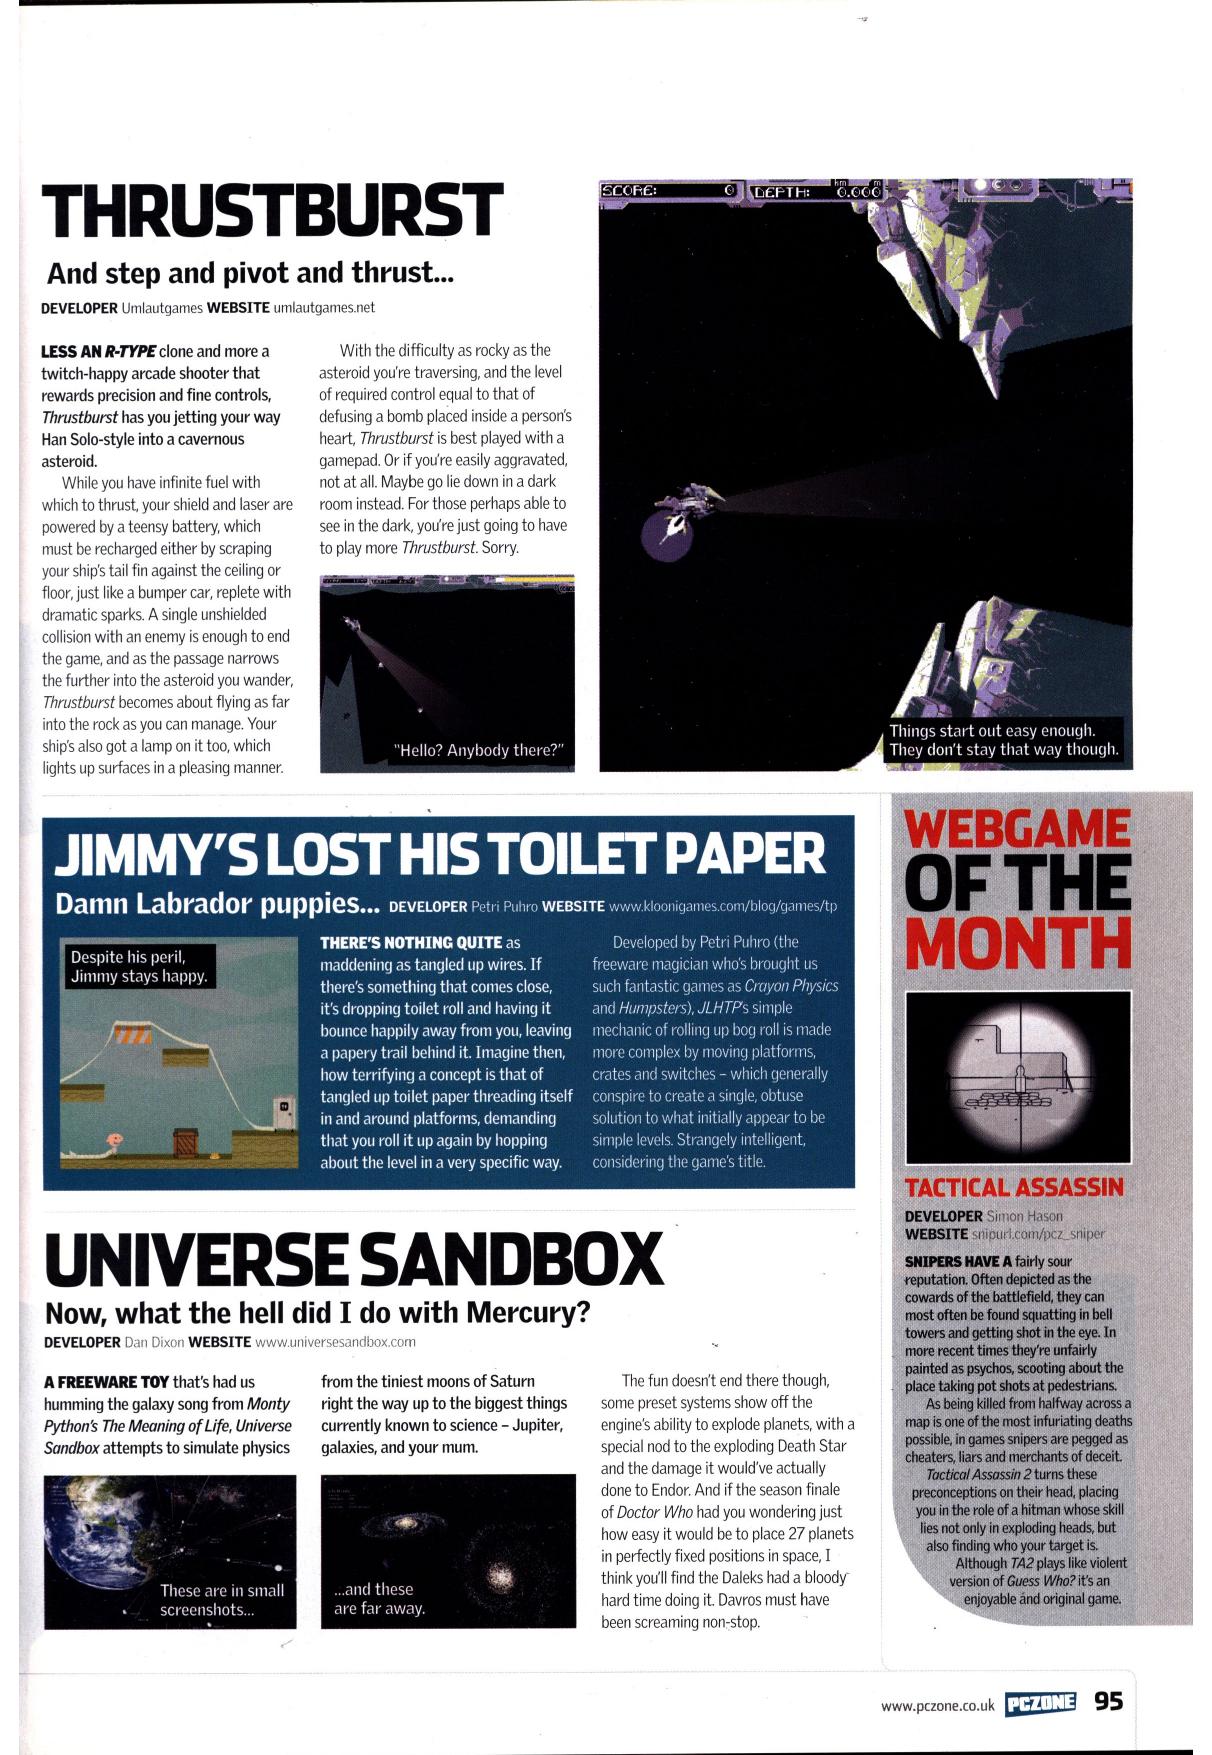 THRUSTBURST
And step and pivot and thrust...
DEVELOPER Umlautgames WEBSITE umlautgames.net
LESS AN R-TYPE clone and more a
twitch-happy arcade shooter that
rewards precision and fine controls,
Thrustburst has you jetting your way
Han Solo-style into a cavernous
asteroid.
While you have infinite fuel with
which to thrust, your shield and laser are
powered by a teensy battery, which
must be recharged either by scraping
your ship's tail fin against the ceiling or
floor, just like a bumper car, replete with
dramatic sparks. A single unshielded
collision with an enemy is enough to end
the game, and as the passage narrows
the further into the asteroid you wander,
Thrustburst becomes about flying as far
into the rock as you can manage. Your
ship's also got a lamp on it too, which
lights up surfaces in a pleasing manner.
With the difficulty as rocky as the
asteroid you're traversing, and the level
of required control equal to that of
defusing a bomb placed inside a person's
heart, Thrustburst is best played with a
gamepad. Or if you're easily aggravated,
not at all. Maybe go lie down in a dark
room instead. For those perhaps able to
see in the dark, you're just going to have
to play more Thrustburst. Sorry.
"Hello? Anybody there?"
SCORE: 0 DEPTH: km m 0.000
Things start out easy enough.
They don't stay that way though.
JIMMY'S LOST HIS TOILET PAPER
Damn Labrador puppies... DEVELOPER Petri Puhro WEBSITE www.kloonigames.com/blog/games/tp
Despite his peril,
Jimmy stays happy.
THERE'S NOTHING QUITE as
maddening as tangled up wires. If
there's something that comes close,
it's dropping toilet roll and having it
bounce happily away from you, leaving
a papery trail behind it. Imagine then,
how terrifying a concept is that of
tangled up toilet paper threading itself
in and around platforms, demanding
that you roll it up again by hopping
about the level in a very specific way.
Developed by Petri Puhro (the
freeware magician who's brought us
such fantastic games as Crayon Physics
and Humpsters), JLHTP's simple
mechanic of rolling up bog roll is made
more complex by moving platforms,
crates and switches – which generally
conspire to create a single, obtuse
solution to what initially appear to be
simple levels. Strangely intelligent,
considering the game's title.
UNIVERSE SANDBOX
Now, what the hell did I do with Mercury?
DEVELOPER Dan Dixon WEBSITE www.universesandbox.com
A FREEWARE TOY that's had us
humming the galaxy song from Monty
Python's The Meaning of Life, Universe
Sandbox attempts to simulate physics
from the tiniest moons of Saturn
right the way up to the biggest things
currently known to science – Jupiter,
galaxies, and your mum.
These are in small
screenshots...
...and these
are far away.
The fun doesn't end there though,
some preset systems show off the
engine's ability to explode planets, with a
special nod to the exploding Death Star
and the damage it would've actually
done to Endor. And if the season finale
of Doctor Who had you wondering just
how easy it would be to place 27 planets
in perfectly fixed positions in space, I
think you'll find the Daleks had a bloody
hard time doing it. Davros must have
been screaming non-stop.
WEBGAME
OF THE
MONTH
TACTICAL ASSASSIN
DEVELOPER Simon Hason
WEBSITE snipurl.com/pcz_sniper
SNIPERS HAVE A fairly sour
reputation. Often depicted as the
cowards of the battlefield, they can
most often be found squatting in bell
towers and getting shot in the eye. In
more recent times they're unfairly
painted as psychos, scooting about the
place taking pot shots at pedestrians.
As being killed from halfway across a
map is one of the most infuriating deaths
possible, in games snipers are pegged as
cheaters, liars and merchants of deceit.
Tactical Assassin 2 turns these
preconceptions on their head, placing
you in the role of a hitman whose skill
lies not only in exploding heads, but
also finding who your target is.
Although TA2 plays like violent
version of Guess Who? it's an
enjoyable and original game.
www.pczone.co.uk PCZONE 95